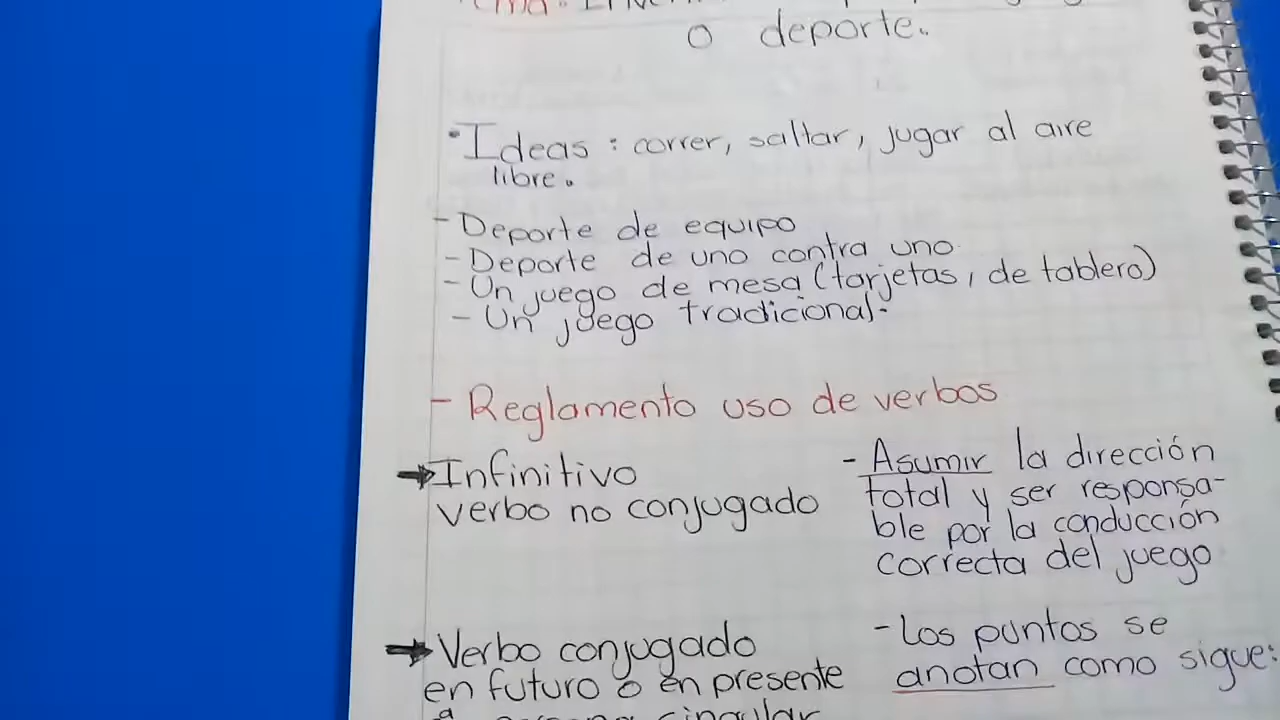 o deporte.
• Ideas : correr, saltar, jugar al aire
libre.
- Deporte de equipo
- Deporte de uno contra uno
- Un juego de mesa (tarjetas, de tablero)
- Un juego tradicional.
- Reglamento uso de verbos
→ Infinitivo
verbo no conjugado
- Asumir la dirección
total y ser responsa-
ble por la conducción
correcta del juego
→ Verbo conjugado
en futuro o en presente
singular
- Los puntos se
anotan como sigue: